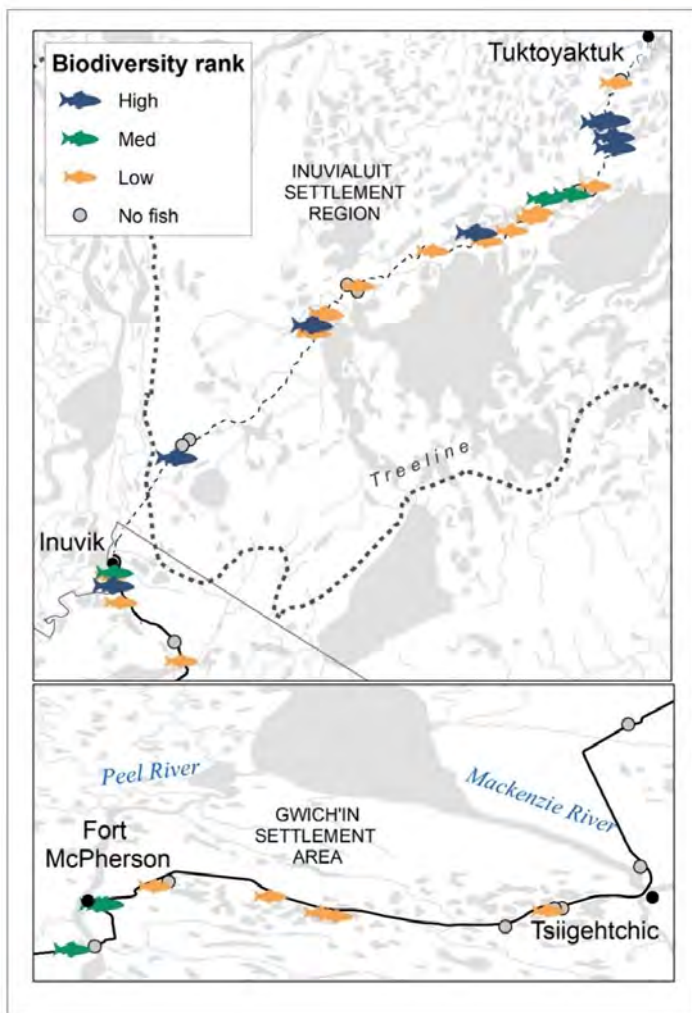 Tuktoyaktuk
Biodiversity rank
High
Med
Low
No fish
INUVIALUIT
SETTLEMENT
REGION
Treeline
Inuvik
Peel River
Mackenzie River
GWICH'IN
SETTLEMENT
AREA
Fort
McPherson
Tsiigehtchic